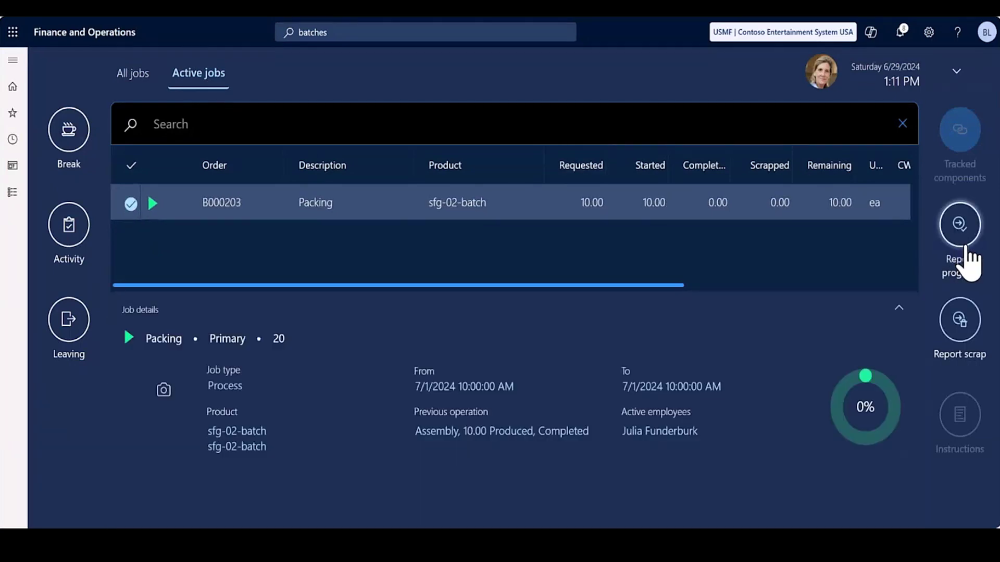 Finance and Operations
batches
USMF | Contoso Entertainment System USA
8
?
BL
All jobs
Active jobs
Saturday 6/29/2024
1:11 PM
Search
Break
Activity
Leaving
Order Description Product Requested Started Complet... Scrapped Remaining U... CW
B000203 Packing sfg-02-batch 10.00 10.00 0.00 0.00 10.00 ea
Tracked
components
Report scrap
Instructions
Job details
Packing • Primary • 20
Job type
Process
From
7/1/2024 10:00:00 AM
To
7/1/2024 10:00:00 AM
0%
Product
sfg-02-batch
sfg-02-batch
Previous operation
Assembly, 10.00 Produced, Completed
Active employees
Julia Funderburk